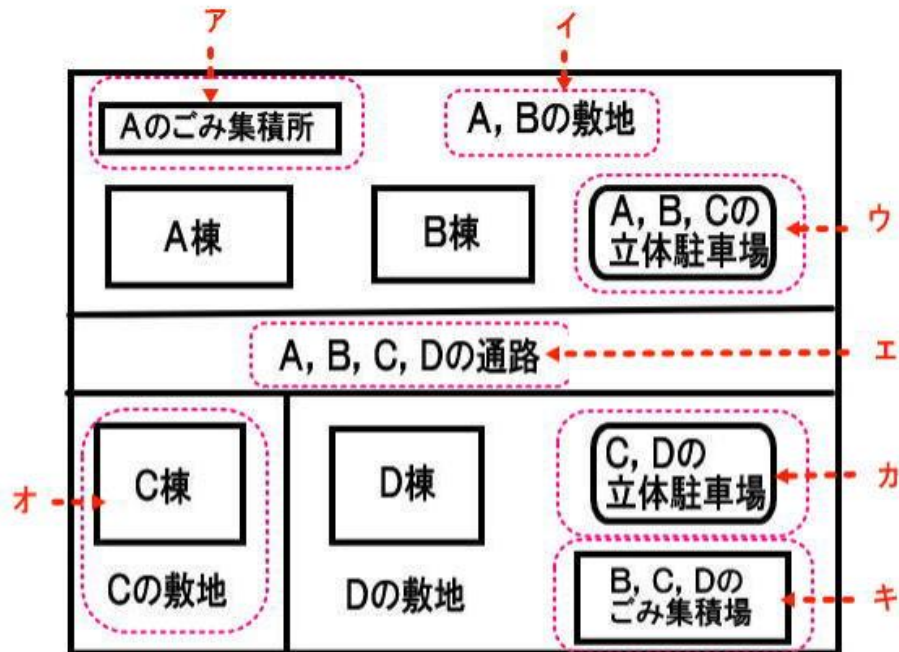 ア
イ
Aのごみ集積所
A, Bの敷地
A棟
B棟
A, B, Cの
立体駐車場
ウ
A, B, C, Dの通路
エ
オ
C棟
Cの敷地
D棟
Dの敷地
C, Dの
立体駐車場
カ
B, C, Dの
ごみ集積場
キ